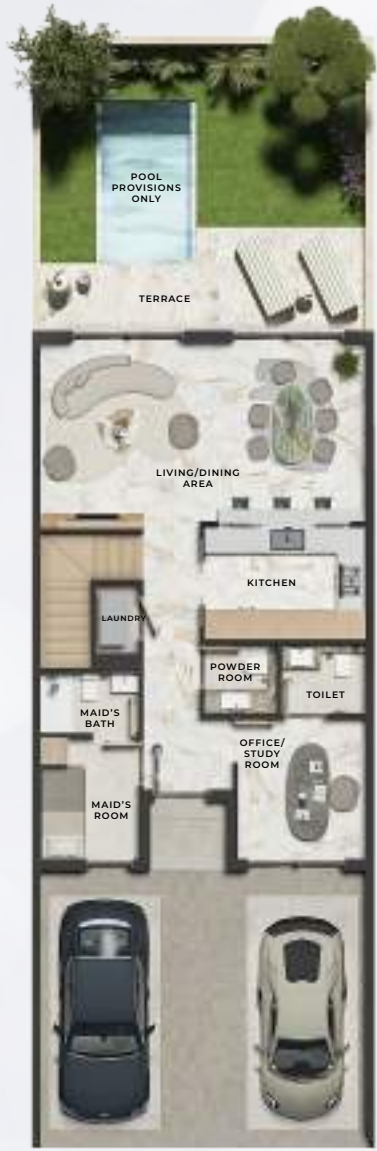 POOL
PROVISIONS
ONLY
TERRACE
LIVING/DINING
AREA
KITCHEN
LAUNDRY
POWDER
ROOM
TOILET
MAID'S
BATH
OFFICE/
STUDY
ROOM
MAID'S
ROOM